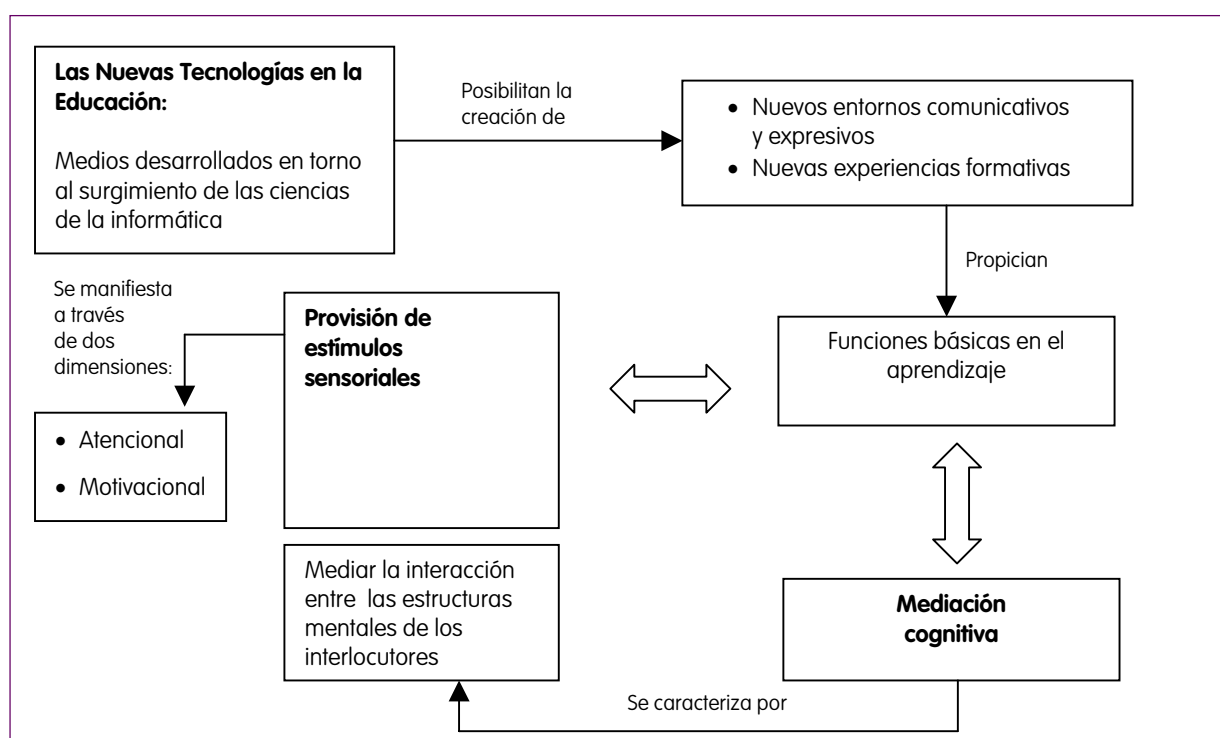 Las Nuevas Tecnologías en la
Educación:
Medios desarrollados en torno
al surgimiento de las ciencias
de la informática
Posibilitan la
creación de
• Nuevos entornos comunicativos
y expresivos
• Nuevas experiencias formativas
Propician
Se manifiesta
a través
de dos
dimensiones:
Provisión de
estímulos
sensoriales
Funciones básicas en el
aprendizaje
• Atencional
• Motivacional
Mediar la interacción
entre las estructuras
mentales de los
interlocutores
Mediación
cognitiva
Se caracteriza por